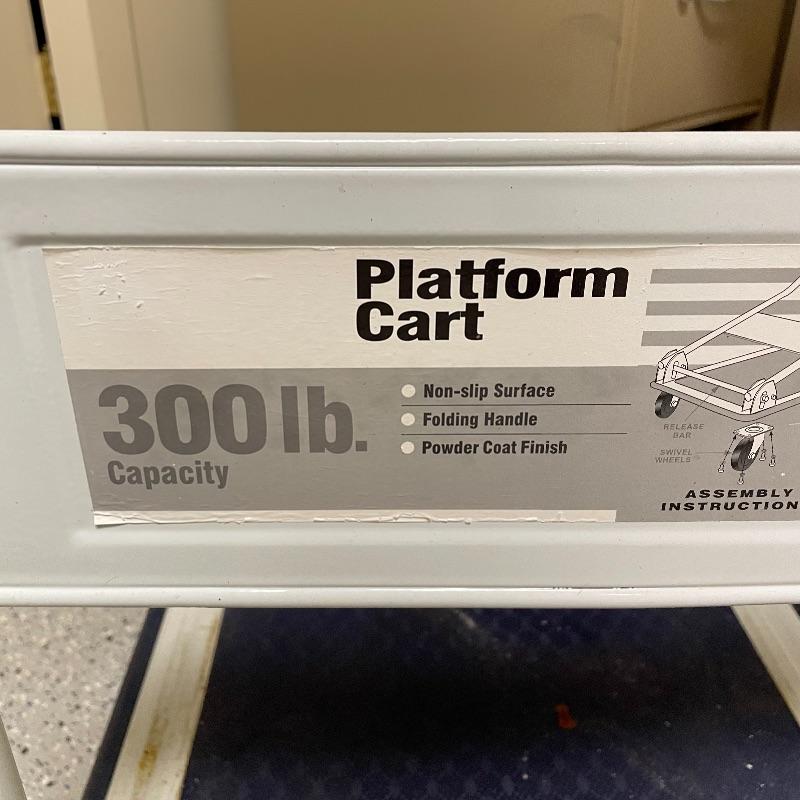 Platform
Cart
300 lb.
Capacity
Non-slip Surface
Folding Handle
Powder Coat Finish
RELEASE
BAR
SWIVEL
WHEELS
ASSEMBLY
INSTRUCTION